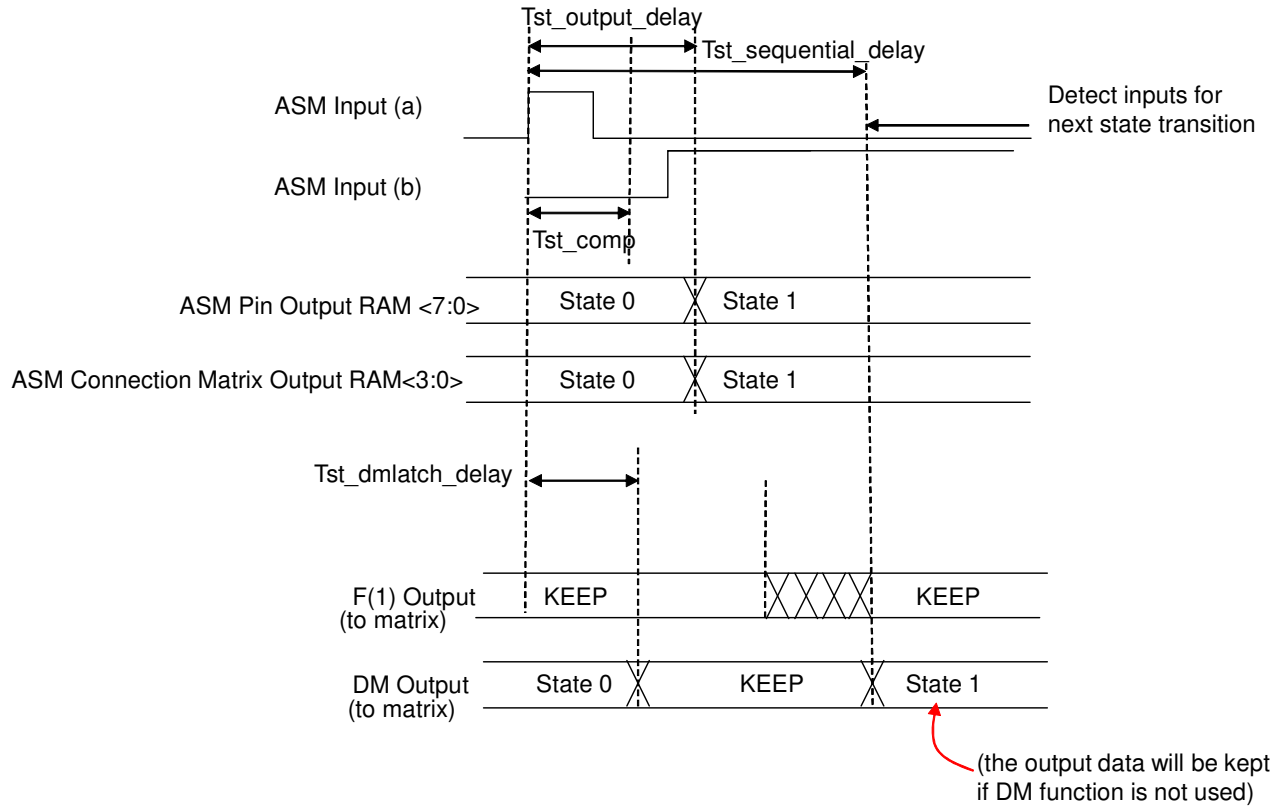 Tst_output_delay
Tst_sequential_delay
ASM Input (a)
Detect inputs for
next state transition
ASM Input (b)
Tst_comp
ASM Pin Output RAM <7:0>
State 0
State 1
ASM Connection Matrix Output RAM<3:0>
State 0
State 1
Tst_dmlatch_delay
F(1) Output
(to matrix)
KEEP
KEEP
DM Output
(to matrix)
State 0
KEEP
State 1
(the output data will be kept
if DM function is not used)